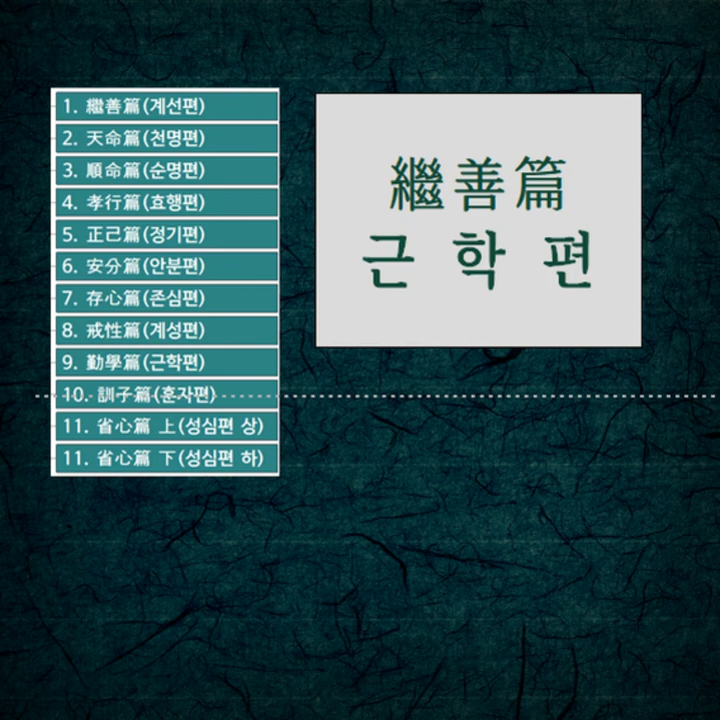 1. 繼善篇(계선편)
2. 天命篇(천명편)
3. 順命篇(순명편)
4. 孝行篇(효행편)
5. 正己篇(정기편)
6. 安分篇(안분편)
7. 存心篇(존심편)
8. 戒性篇(계성편)
9. 勤學篇(근학편)
10. 訓子篇(훈자편)
11. 省心篇 上(성심편 상)
11. 省心篇 下(성심편 하)
繼善篇
근 학 편